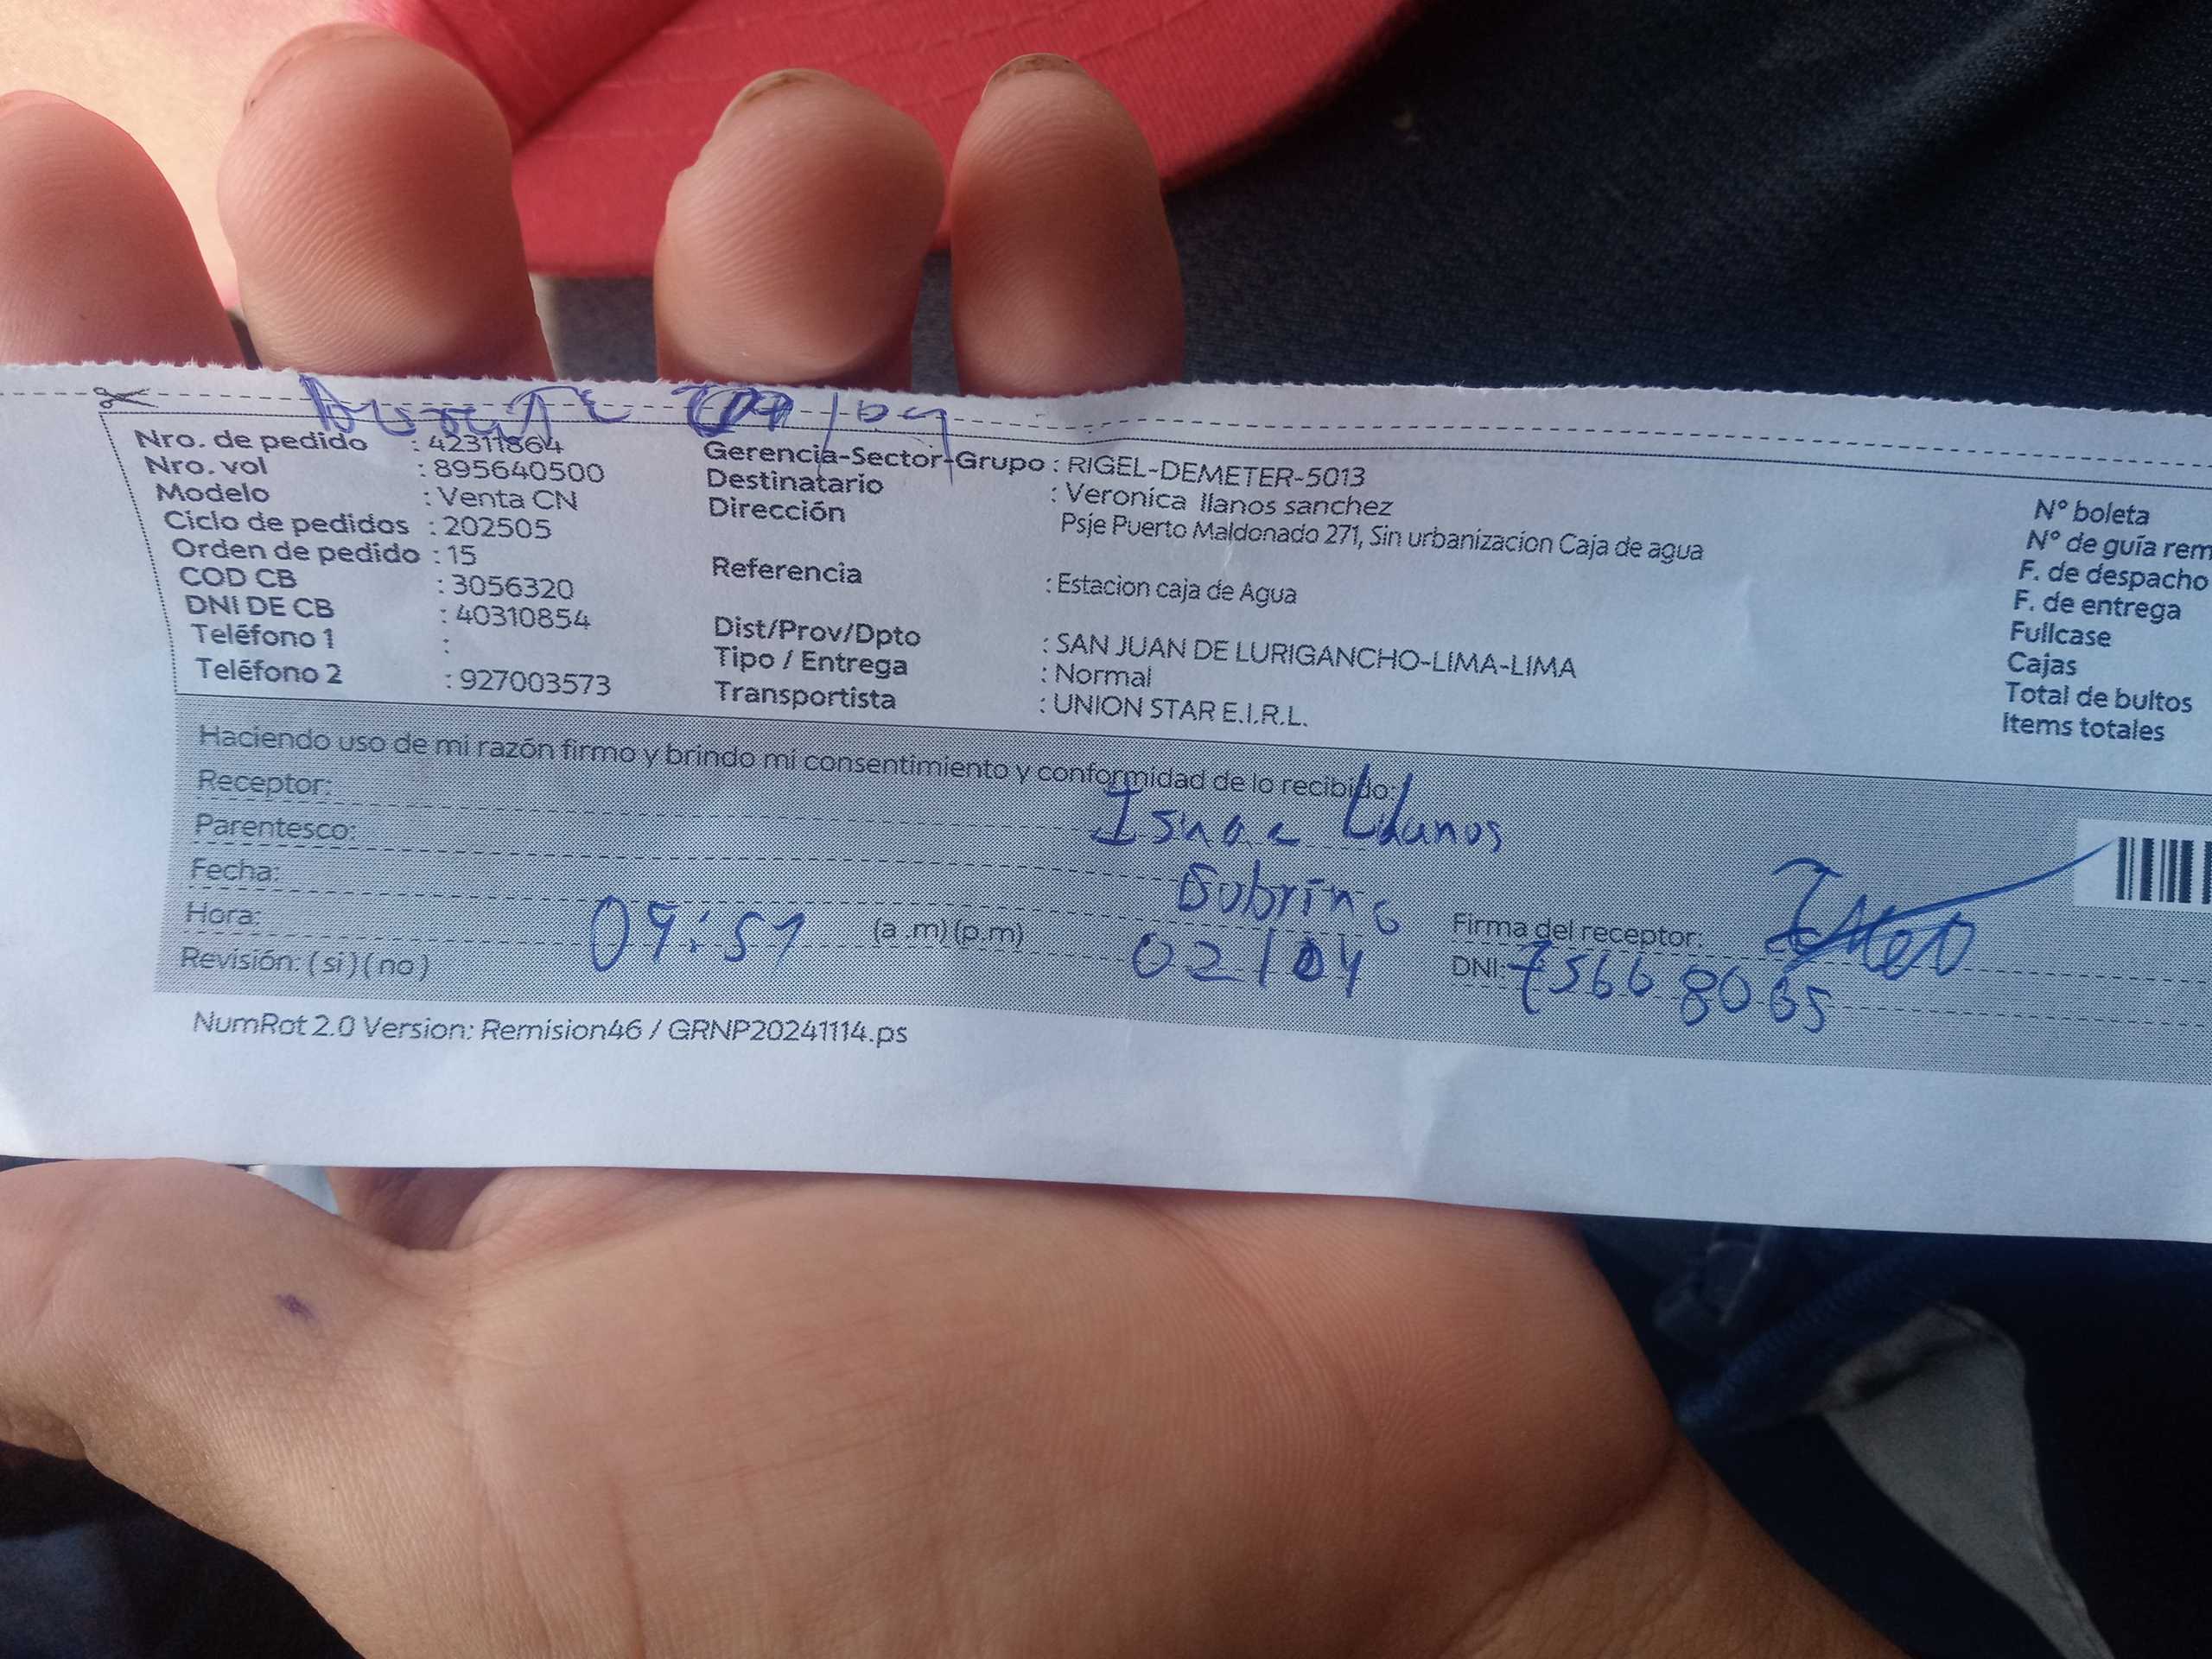 Nro. de pedido : 42311864
Nro. vol : 895640500
Modelo : Venta CN
Ciclo de pedidos : 202505
Orden de pedido : 15
COD CB : 3056320
DNI DE CB : 40310854
Teléfono 1 :
Teléfono 2 : 927003573
Gerencia-Sector-Grupo : RIGEL-DEMETER-5013
Destinatario : Veronica llanos sanchez
Dirección Psje Puerto Maldonado 271, Sin urbanizacion Caja de agua
Referencia : Estacion caja de Agua
Dist/Prov/Dpto : SAN JUAN DE LURIGANCHO-LIMA-LIMA
Tipo / Entrega : Normal
Transportista : UNION STAR E.I.R.L.
N° boleta
N° de guía rem
F. de despacho
F. de entrega
Fullcase
Cajas
Total de bultos
Items totales
Haciendo uso de mi razón firmo y brindo mi consentimiento y conformidad de lo recibido:
Receptor: Isaac Llanos
Parentesco: Sobrino
Fecha: 02/04
Hora: 09:51 (a.m) (p.m)
Revisión: ( si ) ( no )
Firma del receptor:
DNI: 75668065
NumRot 2.0 Version: Remision46 / GRNP20241114.ps